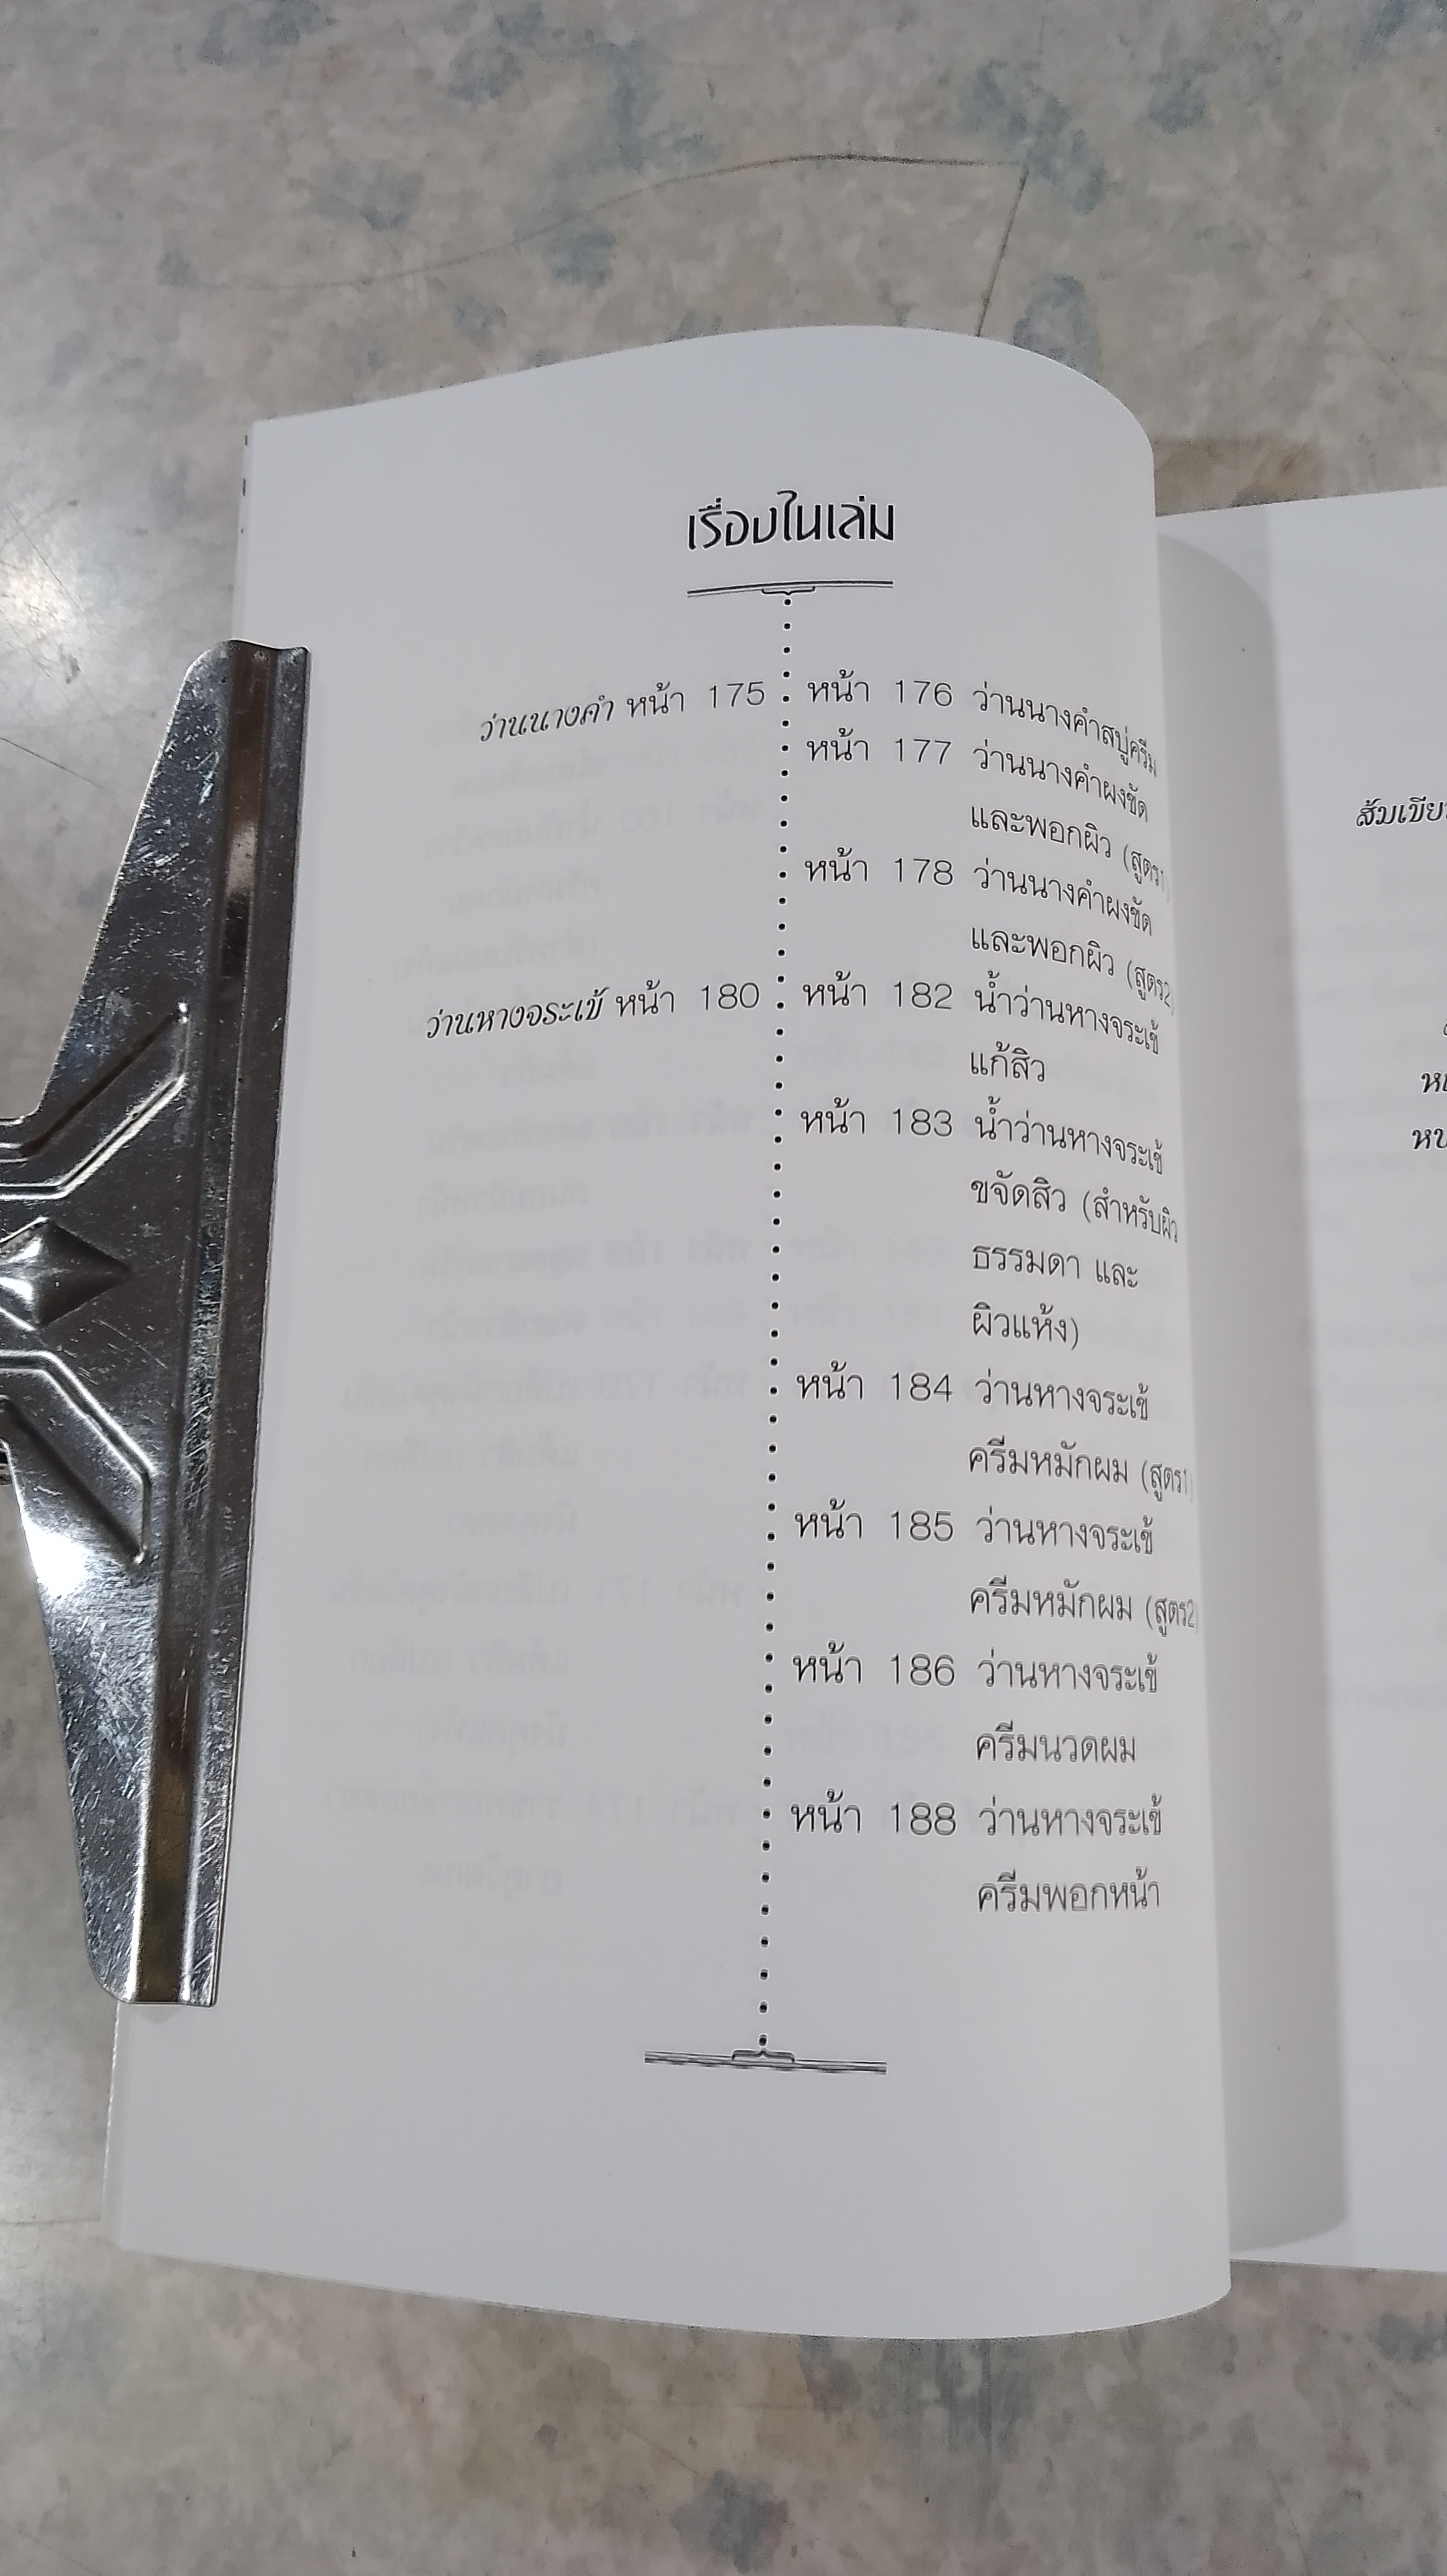 เรื่องในเล่ม
ว่านนางคำ หน้า 175
หน้า 176 ว่านนางคำสบู่ครีม
หน้า 177 ว่านนางคำผงขัด
และพอกผิว (สูตร1)
หน้า 178 ว่านนางคำผงขัด
และพอกผิว (สูตร2)
ว่านหางจระเข้ หน้า 180
หน้า 182 น้ำว่านหางจระเข้
แก้สิว
หน้า 183 น้ำว่านหางจระเข้
ขจัดสิว (สำหรับผิว
ธรรมดา และ
ผิวแห้ง)
หน้า 184 ว่านหางจระเข้
ครีมหมักผม (สูตร1)
หน้า 185 ว่านหางจระเข้
ครีมหมักผม (สูตร2)
หน้า 186 ว่านหางจระเข้
ครีมนวดผม
หน้า 188 ว่านหางจระเข้
ครีมพอกหน้า